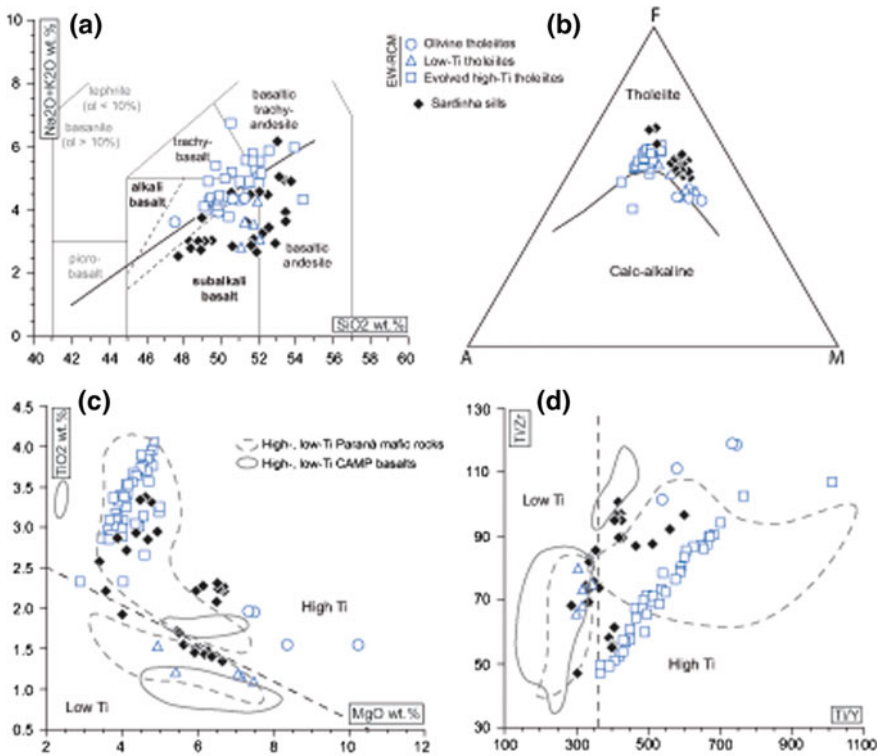 (a)
Na2O+K2O wt.%
10
8
6
4
2
0
tephrite
(ol < 10%)
basanite
(ol > 10%)
basaltic
trachy-
andesite
trachy-
basalt
alkali
basalt
picro-
basalt
subalkali
basalt
basaltic
andesite
SiO2 wt.%
40 42 44 46 48 50 52 54 56 58 60
EW-RCM
Olivine tholeiites
Low-Ti tholeiites
Evolved high-Ti tholeiites
Sardinha sills
(b)
F
Tholeiite
Calc-alkaline
A
M
(c)
TiO2 wt.%
4.5
4.0
3.5
3.0
2.5
2.0
1.5
1.0
0.5
High-, low-Ti Paraná mafic rocks
High-, low-Ti CAMP basalts
High Ti
Low Ti
MgO wt.%
2 4 6 8 10 12
(d)
Ti/Zr
130
110
90
70
50
30
Low Ti
High Ti
Ti/Y
100 300 500 700 900 1100